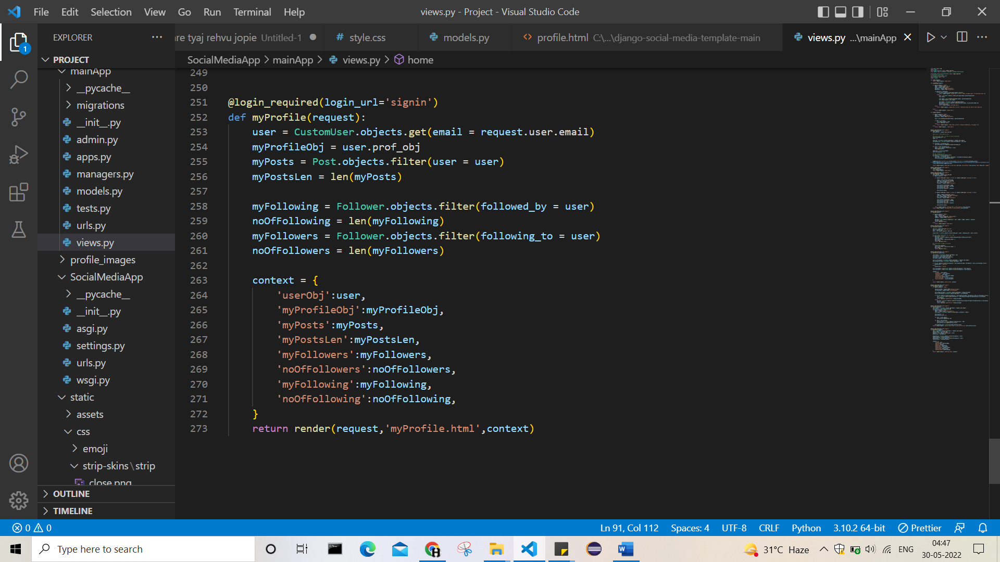 File Edit Selection View Go Run Terminal Help
views.py - Project - Visual Studio Code
EXPLORER
are tyaj rehvu jopie Untitled-1
# style.css
models.py
<> profile.html C:\...\django-social-media-template-main
views.py ...\mainApp
1
PROJECT
SocialMediaApp > mainApp > views.py > home
mainApp
__pycache__
migrations
__init__.py
admin.py
apps.py
managers.py
models.py
tests.py
urls.py
views.py
profile_images
SocialMediaApp
__pycache__
__init__.py
asgi.py
settings.py
urls.py
wsgi.py
static
assets
css
emoji
strip-skins\strip
close.png
OUTLINE
TIMELINE
249
250
251 @login_required(login_url='signin')
252 def myProfile(request):
253     user = CustomUser.objects.get(email = request.user.email)
254     myProfileObj = user.prof_obj
255     myPosts = Post.objects.filter(user = user)
256     myPostsLen = len(myPosts)
257
258     myFollowing = Follower.objects.filter(followed_by = user)
259     noOfFollowing = len(myFollowing)
260     myFollowers = Follower.objects.filter(following_to = user)
261     noOfFollowers = len(myFollowers)
262
263     context = {
264         'userObj':user,
265         'myProfileObj':myProfileObj,
266         'myPosts':myPosts,
267         'myPostsLen':myPostsLen,
268         'myFollowers':myFollowers,
269         'noOfFollowers':noOfFollowers,
270         'myFollowing':myFollowing,
271         'noOfFollowing':noOfFollowing,
272     }
273     return render(request,'myProfile.html',context)
0 0
Ln 91, Col 112 Spaces: 4 UTF-8 CRLF Python 3.10.2 64-bit Prettier
Type here to search
31°C Haze
ENG
04:47
30-05-2022